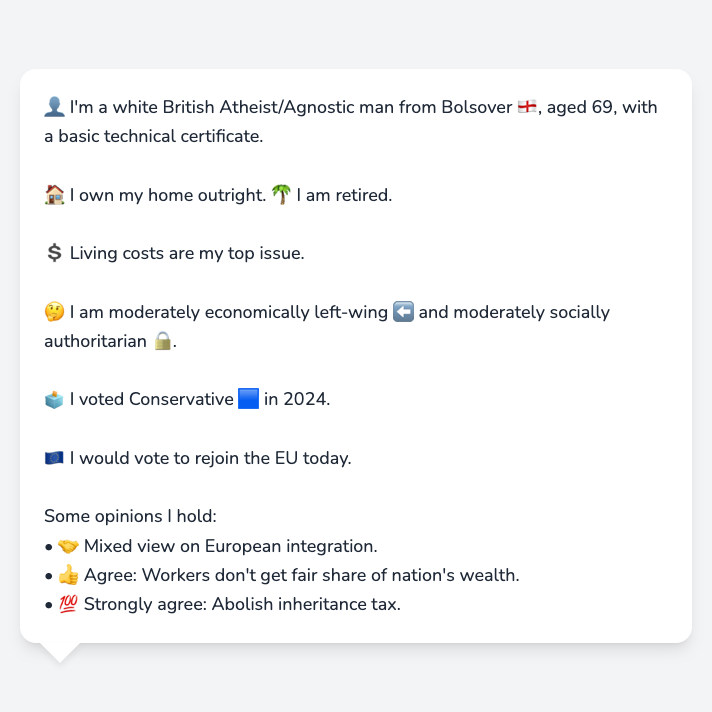 👤 I'm a white British Atheist/Agnostic man from Bolsover 🏴󠁧󠁢󠁥󠁮󠁧󠁿, aged 69, with
a basic technical certificate.
🏠 I own my home outright. 🌴 I am retired.
💲 Living costs are my top issue.
🤔 I am moderately economically left-wing ⬅️ and moderately socially
authoritarian 🔒.
🗳️ I voted Conservative 🟦 in 2024.
🇪🇺 I would vote to rejoin the EU today.
Some opinions I hold:
• 🤝 Mixed view on European integration.
• 👍 Agree: Workers don't get fair share of nation's wealth.
• 💯 Strongly agree: Abolish inheritance tax.